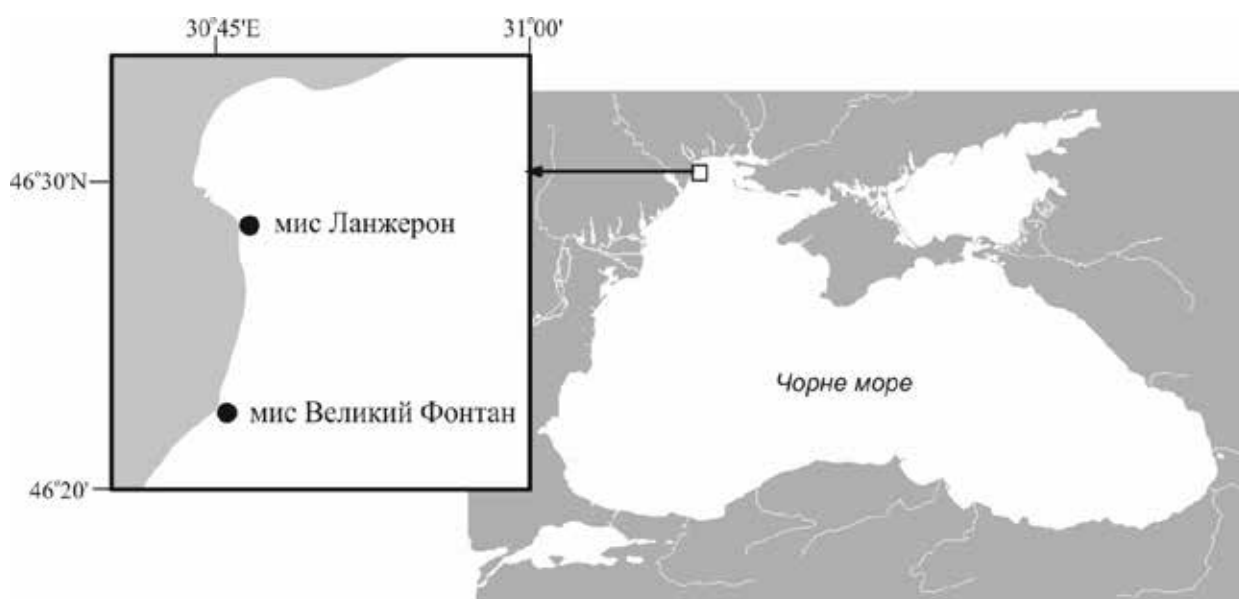 30°45'E
31°00'
46°30'N
мис Ланжерон
Чорне море
мис Великий Фонтан
46°20'